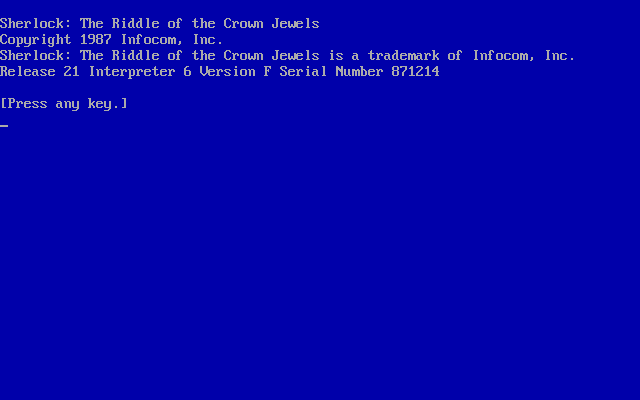 Sherlock: The Riddle of the Crown Jewels
Copyright 1987 Infocom, Inc.
Sherlock: The Riddle of the Crown Jewels is a trademark of Infocom, Inc.
Release 21 Interpreter 6 Version F Serial Number 871214
[Press any key.]